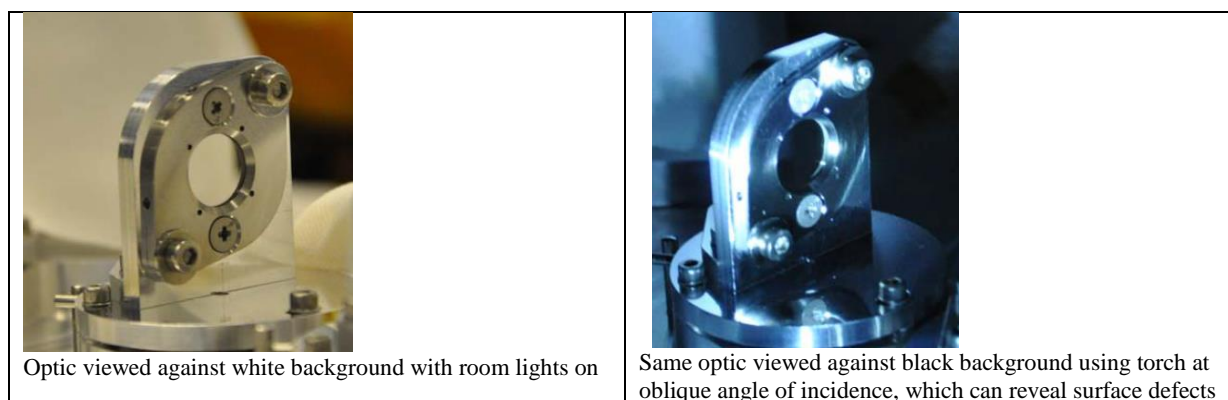 Optic viewed against white background with room lights on
Same optic viewed against black background using torch at
oblique angle of incidence, which can reveal surface defects